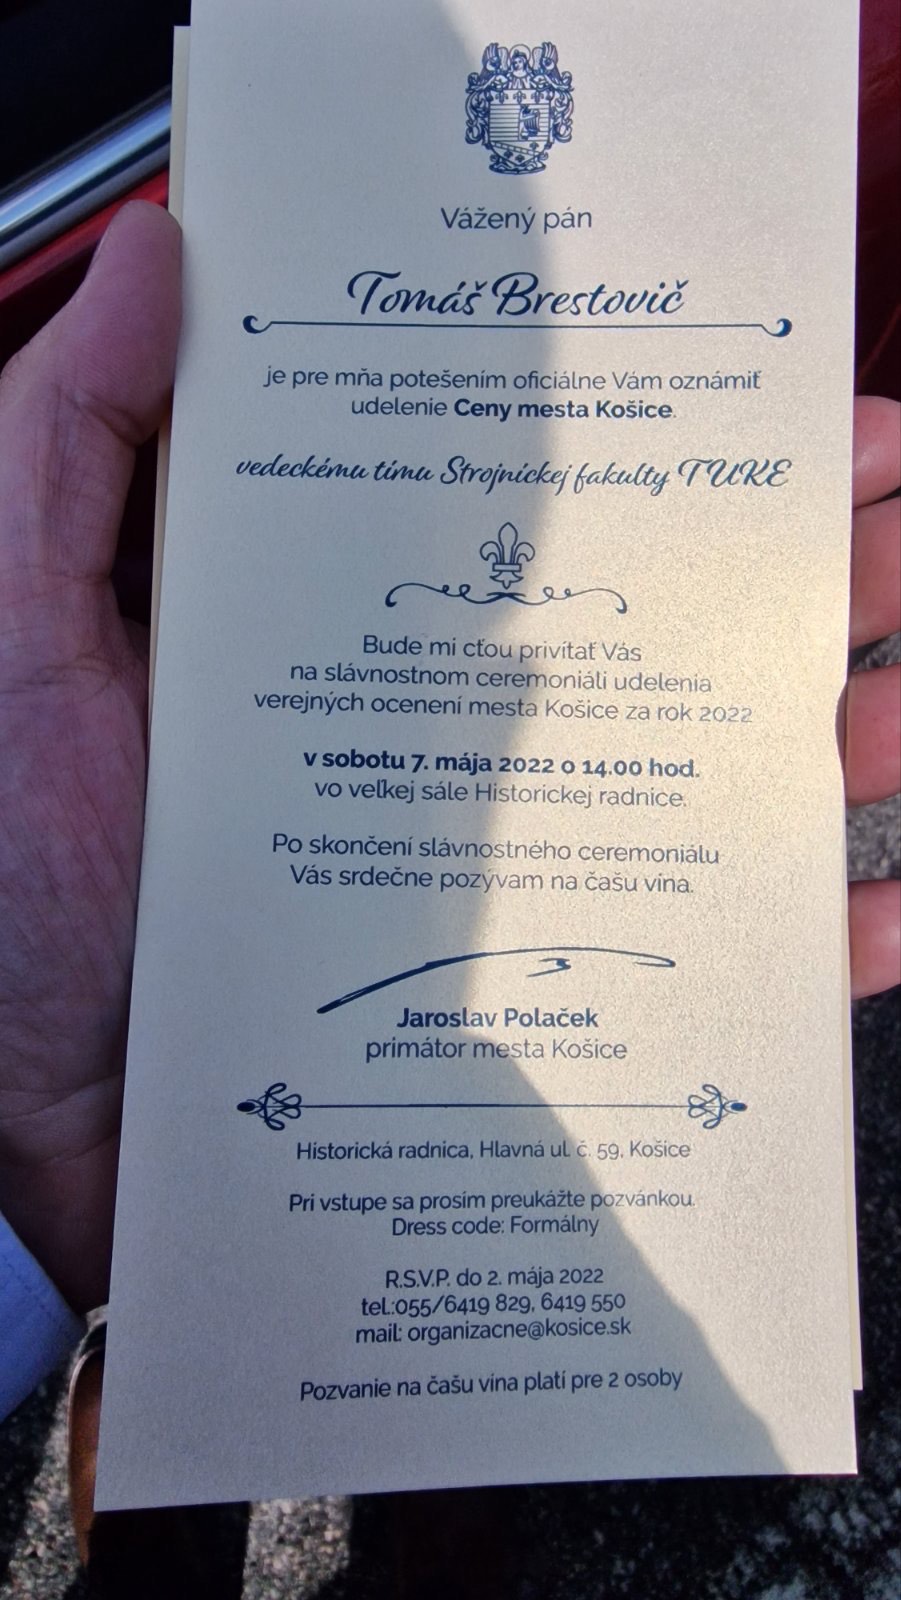 Vážený pán
Tomáš Brestovič
je pre mňa potešením oficiálne Vám oznámiť
udelenie Ceny mesta Košice.
vedeckému tímu Strojníckej fakulty TUKE
Bude mi cťou privítať Vás
na slávnostnom ceremoniáli udelenia
verejných ocenení mesta Košice za rok 2022
v sobotu 7. mája 2022 o 14.00 hod.
vo veľkej sále Historickej radnice.
Po skončení slávnostného ceremoniálu
Vás srdečne pozývam na čašu vína.
Jaroslav Polaček
primátor mesta Košice
Historická radnica, Hlavná ul. č. 59, Košice
Pri vstupe sa prosím preukážte pozvánkou.
Dress code: Formálny
R.S.V.P. do 2. mája 2022
tel.:055/6419 829, 6419 550
mail: organizacne@kosice.sk
Pozvanie na čašu vína platí pre 2 osoby